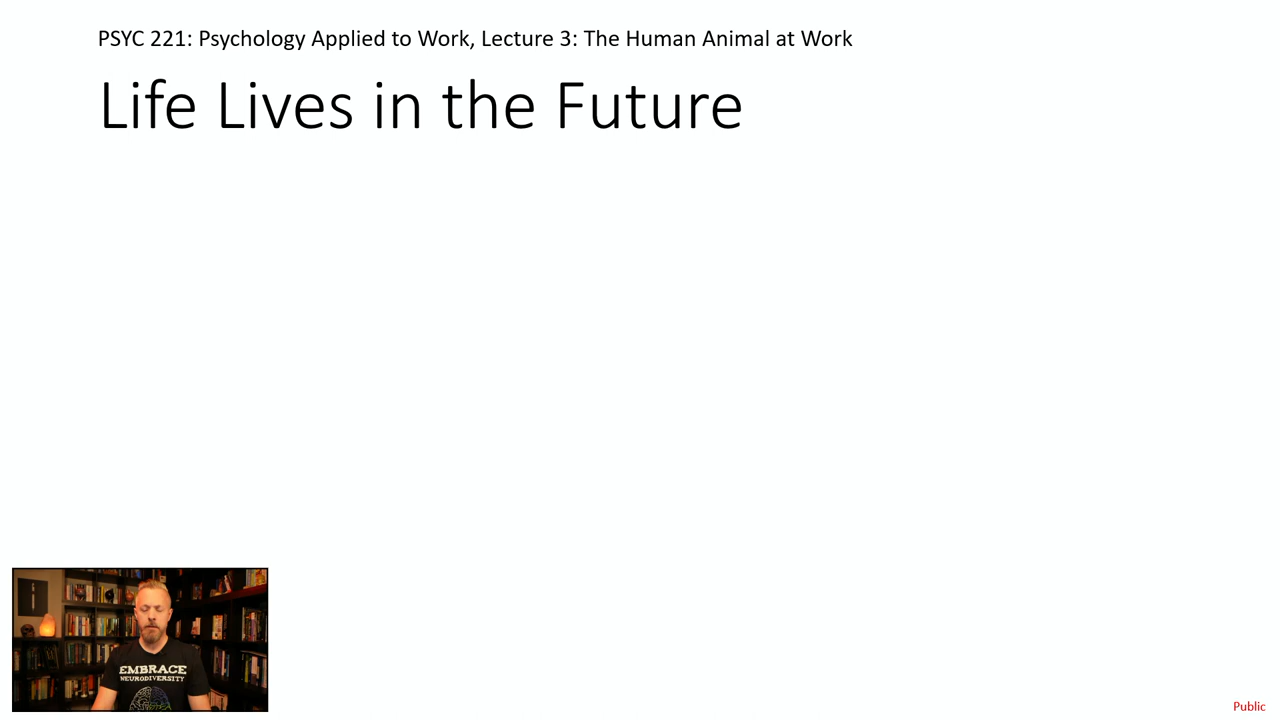 PSYC 221: Psychology Applied to Work, Lecture 3: The Human Animal at Work
Life Lives in the Future
EMBRACE
NEURODIVERSITY
Public